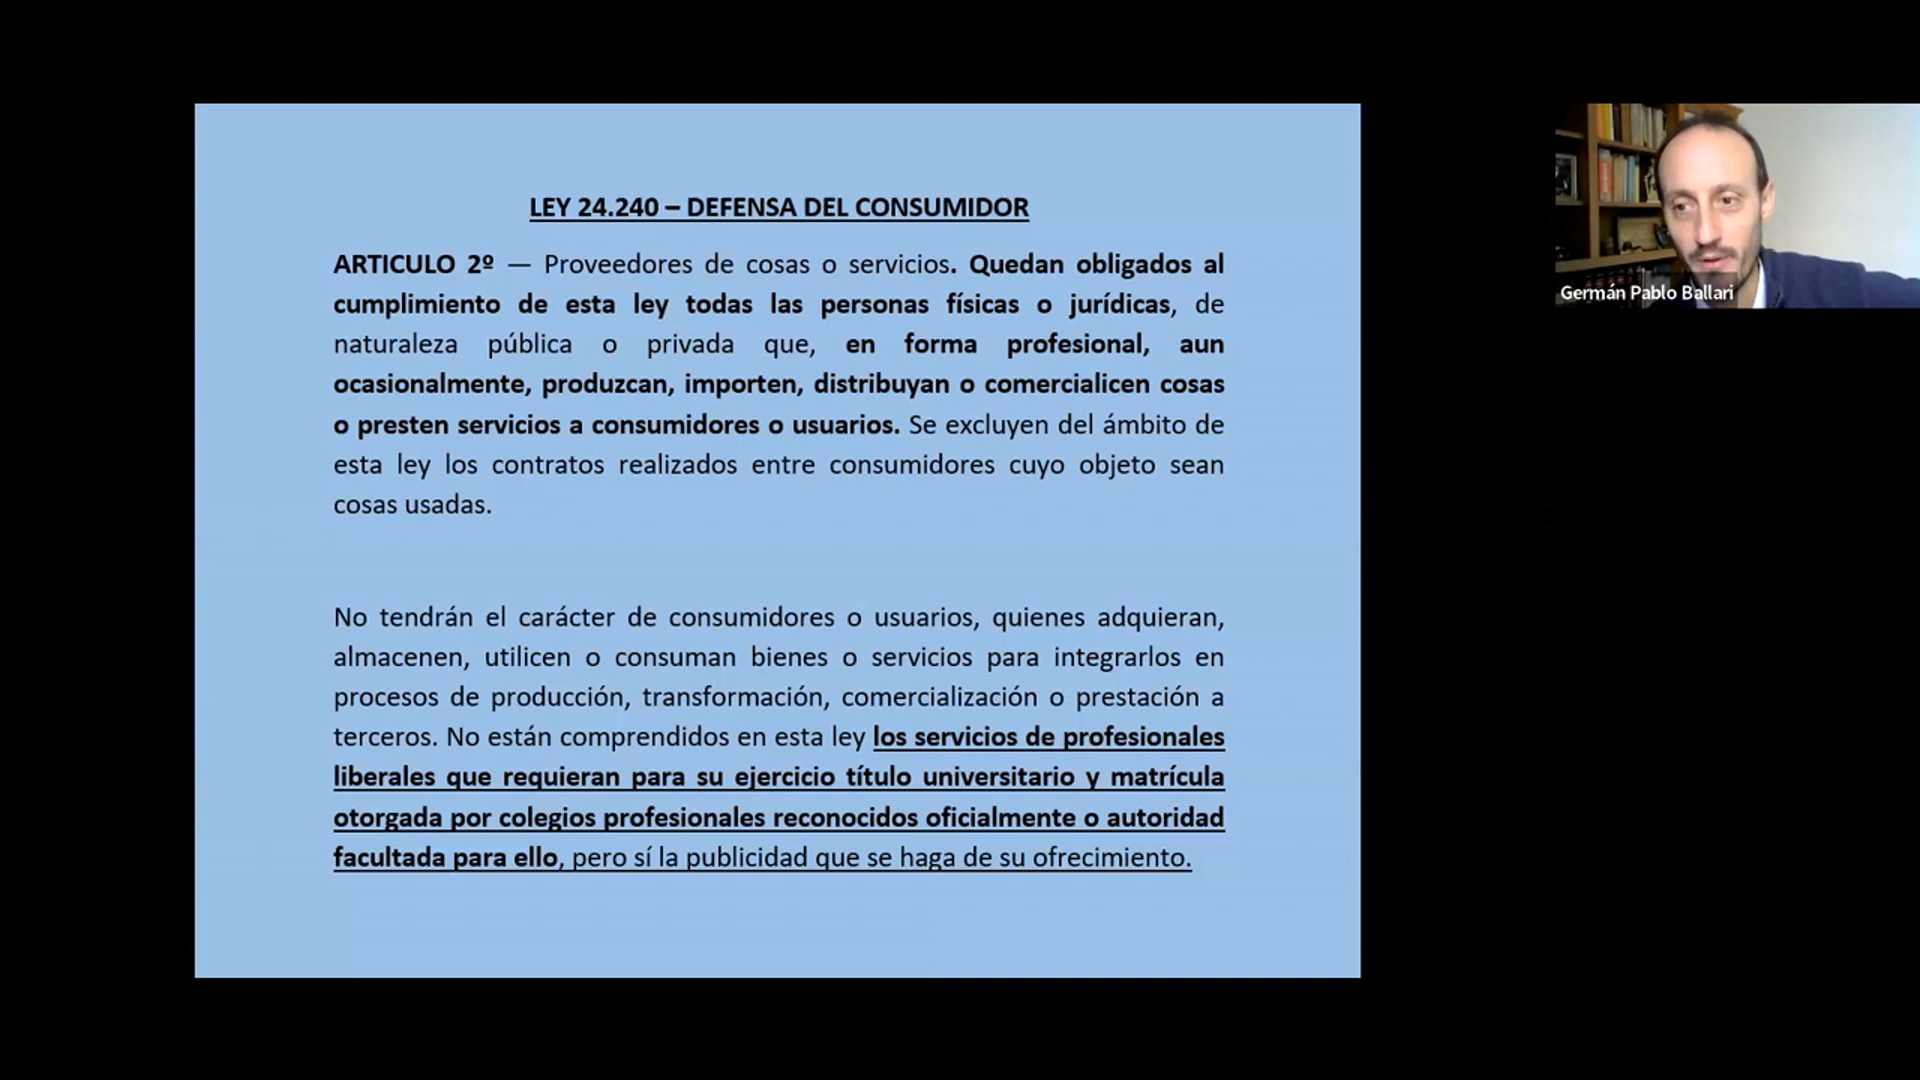 LEY 24.240 – DEFENSA DEL CONSUMIDOR
ARTICULO 2º — Proveedores de cosas o servicios. Quedan obligados al
cumplimiento de esta ley todas las personas físicas o jurídicas, de
naturaleza pública o privada que, en forma profesional, aun
ocasionalmente, produzcan, importen, distribuyan o comercialicen cosas
o presten servicios a consumidores o usuarios. Se excluyen del ámbito de
esta ley los contratos realizados entre consumidores cuyo objeto sean
cosas usadas.
No tendrán el carácter de consumidores o usuarios, quienes adquieran,
almacenen, utilicen o consuman bienes o servicios para integrarlos en
procesos de producción, transformación, comercialización o prestación a
terceros. No están comprendidos en esta ley los servicios de profesionales
liberales que requieran para su ejercicio título universitario y matrícula
otorgada por colegios profesionales reconocidos oficialmente o autoridad
facultada para ello, pero sí la publicidad que se haga de su ofrecimiento.
Germán Pablo Ballari